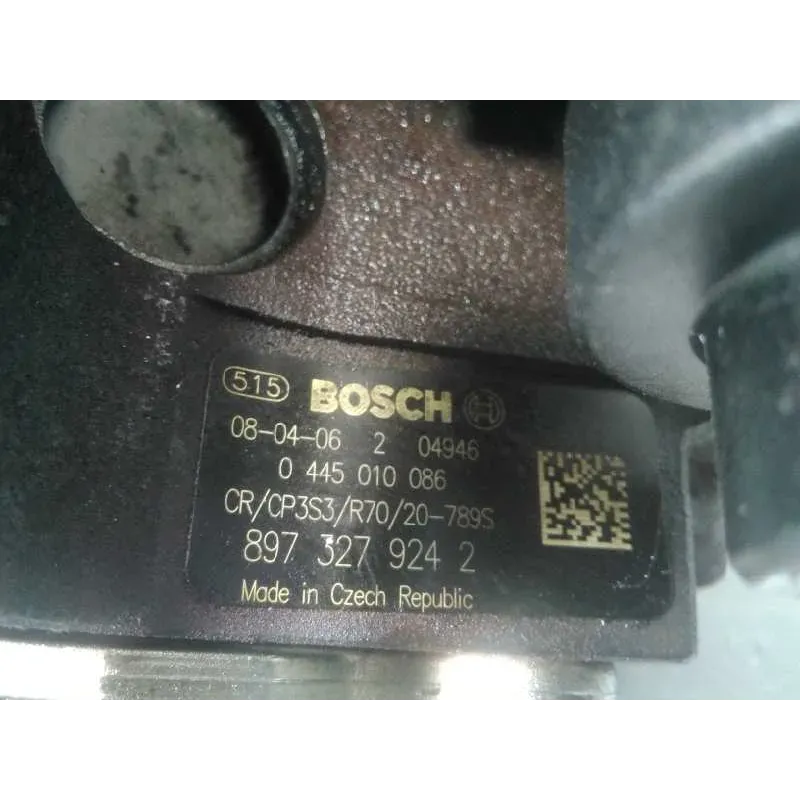 515 BOSCH
08-04-06 2 04946
0 445 010 086
CR/CP3S3/R70/20-789S
897 327 924 2
Made in Czech Republic